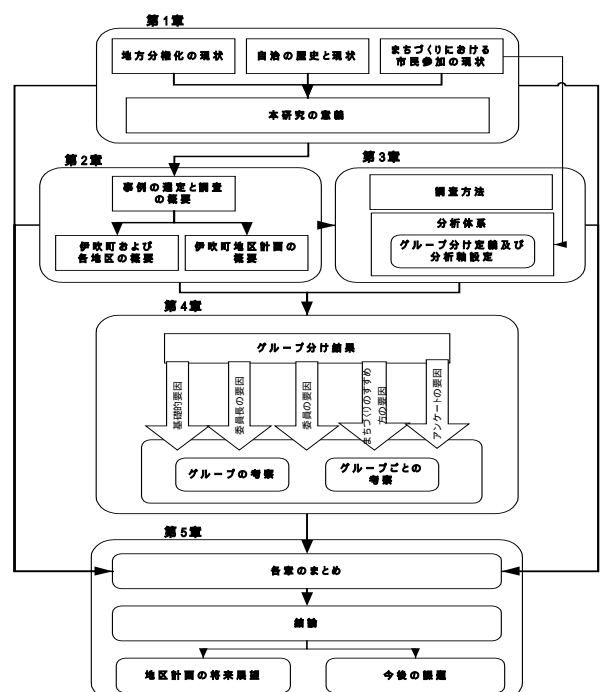 第1章
地方分権化の現状
自治の歴史と現状
まちづくりにおける
市民参加の現状
本研究の意義
第2章
事例の選定と調査
の概要
伊吹町および
各地区の概要
伊吹町地区計画の
概要
第3章
調査方法
分析体系
グループ分け定義及び
分析軸設定
第4章
グループ分け結果
基礎的要因
委員長の要因
委員の要因
まちづくりのすすめ
方の要因
アンケートの要因
グループの考察
グループごとの
考察
第5章
各章のまとめ
結論
地区計画の将来展望
今後の課題